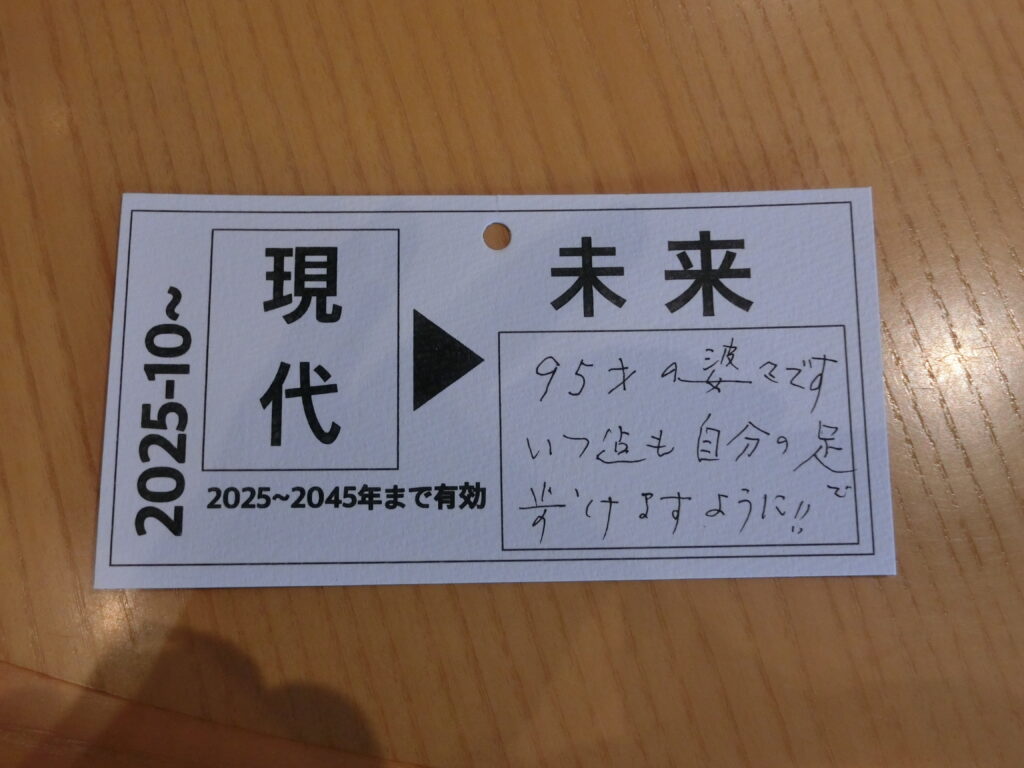 2025-10~
現代
▶
未来
2025~2045年まで有効
95才の婆々です
いつ迠も自分の足で
歩けますように!!